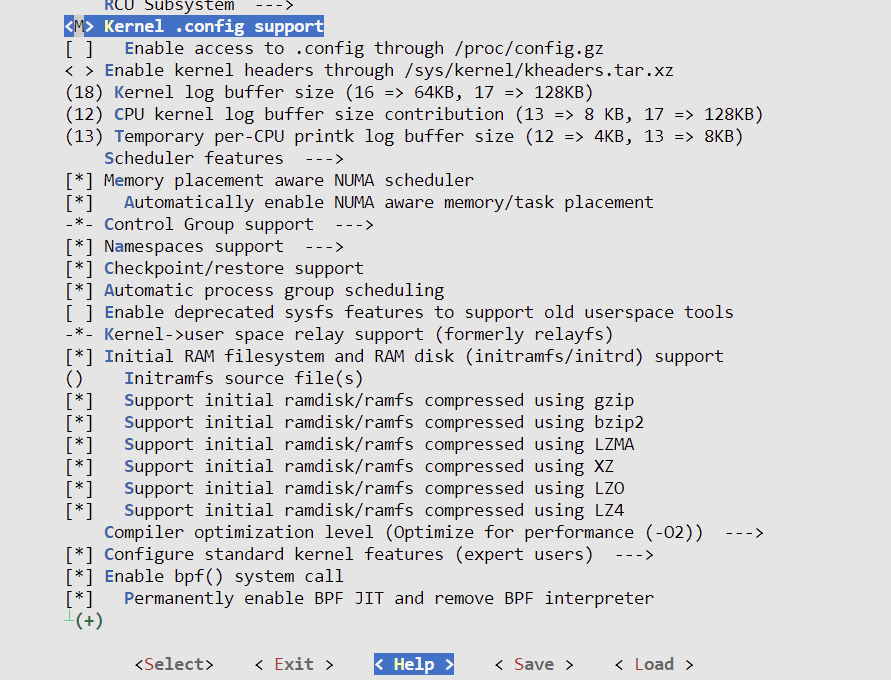 RCU Subsystem  --->
<M> Kernel .config support
[ ]   Enable access to .config through /proc/config.gz
< > Enable kernel headers through /sys/kernel/kheaders.tar.xz
(18) Kernel log buffer size (16 => 64KB, 17 => 128KB)
(12) CPU kernel log buffer size contribution (13 => 8 KB, 17 => 128KB)
(13) Temporary per-CPU printk log buffer size (12 => 4KB, 13 => 8KB)
Scheduler features  --->
[*] Memory placement aware NUMA scheduler
[*]   Automatically enable NUMA aware memory/task placement
-*- Control Group support  --->
[*] Namespaces support  --->
[*] Checkpoint/restore support
[*] Automatic process group scheduling
[ ] Enable deprecated sysfs features to support old userspace tools
-*- Kernel->user space relay support (formerly relayfs)
[*] Initial RAM filesystem and RAM disk (initramfs/initrd) support
()    Initramfs source file(s)
[*]   Support initial ramdisk/ramfs compressed using gzip
[*]   Support initial ramdisk/ramfs compressed using bzip2
[*]   Support initial ramdisk/ramfs compressed using LZMA
[*]   Support initial ramdisk/ramfs compressed using XZ
[*]   Support initial ramdisk/ramfs compressed using LZO
[*]   Support initial ramdisk/ramfs compressed using LZ4
Compiler optimization level (Optimize for performance (-O2))  --->
[*] Configure standard kernel features (expert users)  --->
[*] Enable bpf() system call
[*]   Permanently enable BPF JIT and remove BPF interpreter
┴(+)
<Select>    < Exit >    < Help >    < Save >    < Load >